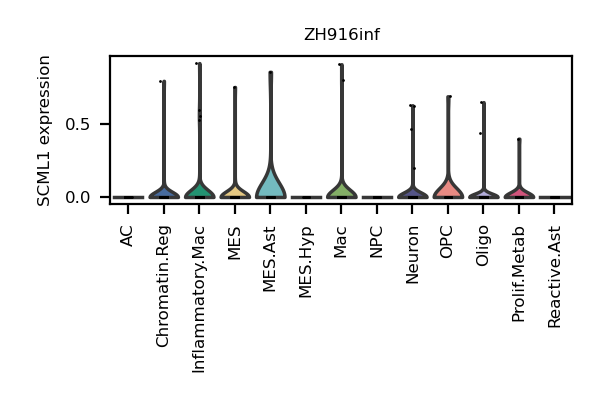 ZH916inf
SCML1 expression
0.5
0.0
AC
Chromatin.Reg
Inflammatory.Mac
MES
MES.Ast
MES.Hyp
Mac
NPC
Neuron
OPC
Oligo
Prolif.Metab
Reactive.Ast